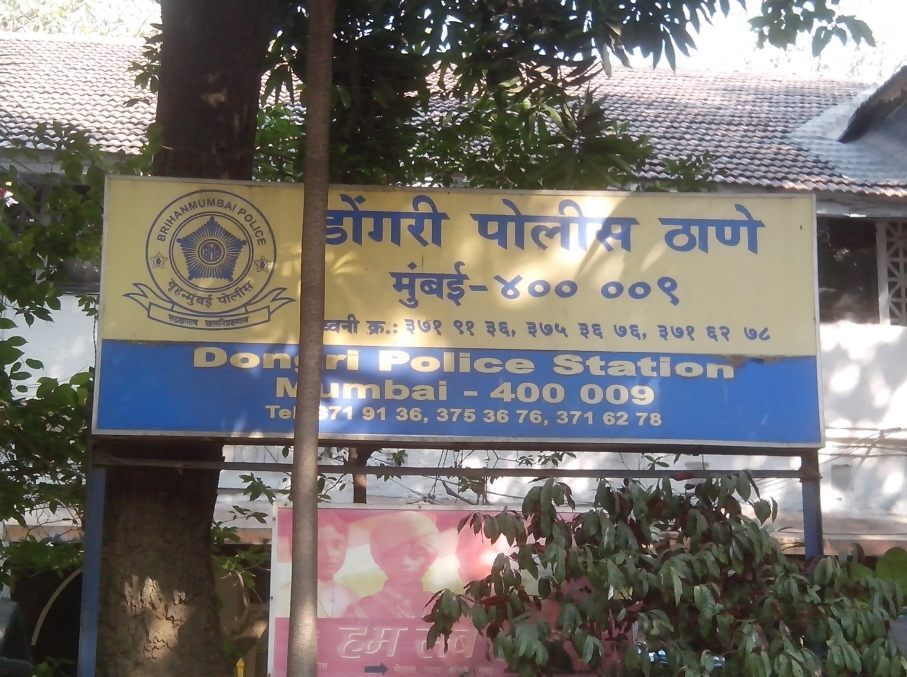 BRIHANMUMBAI POLICE
बृहन्मुंबई पोलीस
डोंगरी पोलीस ठाणे
मुंबई-४०० ००९
ध्वनी क्र.: ३७१ ९१ ३६, ३७५ ३६ ७६, ३७१ ६२ ७८
Dongri Police Station
Mumbai - 400 009
Tel 371 91 36, 375 36 76, 371 62 78
हम